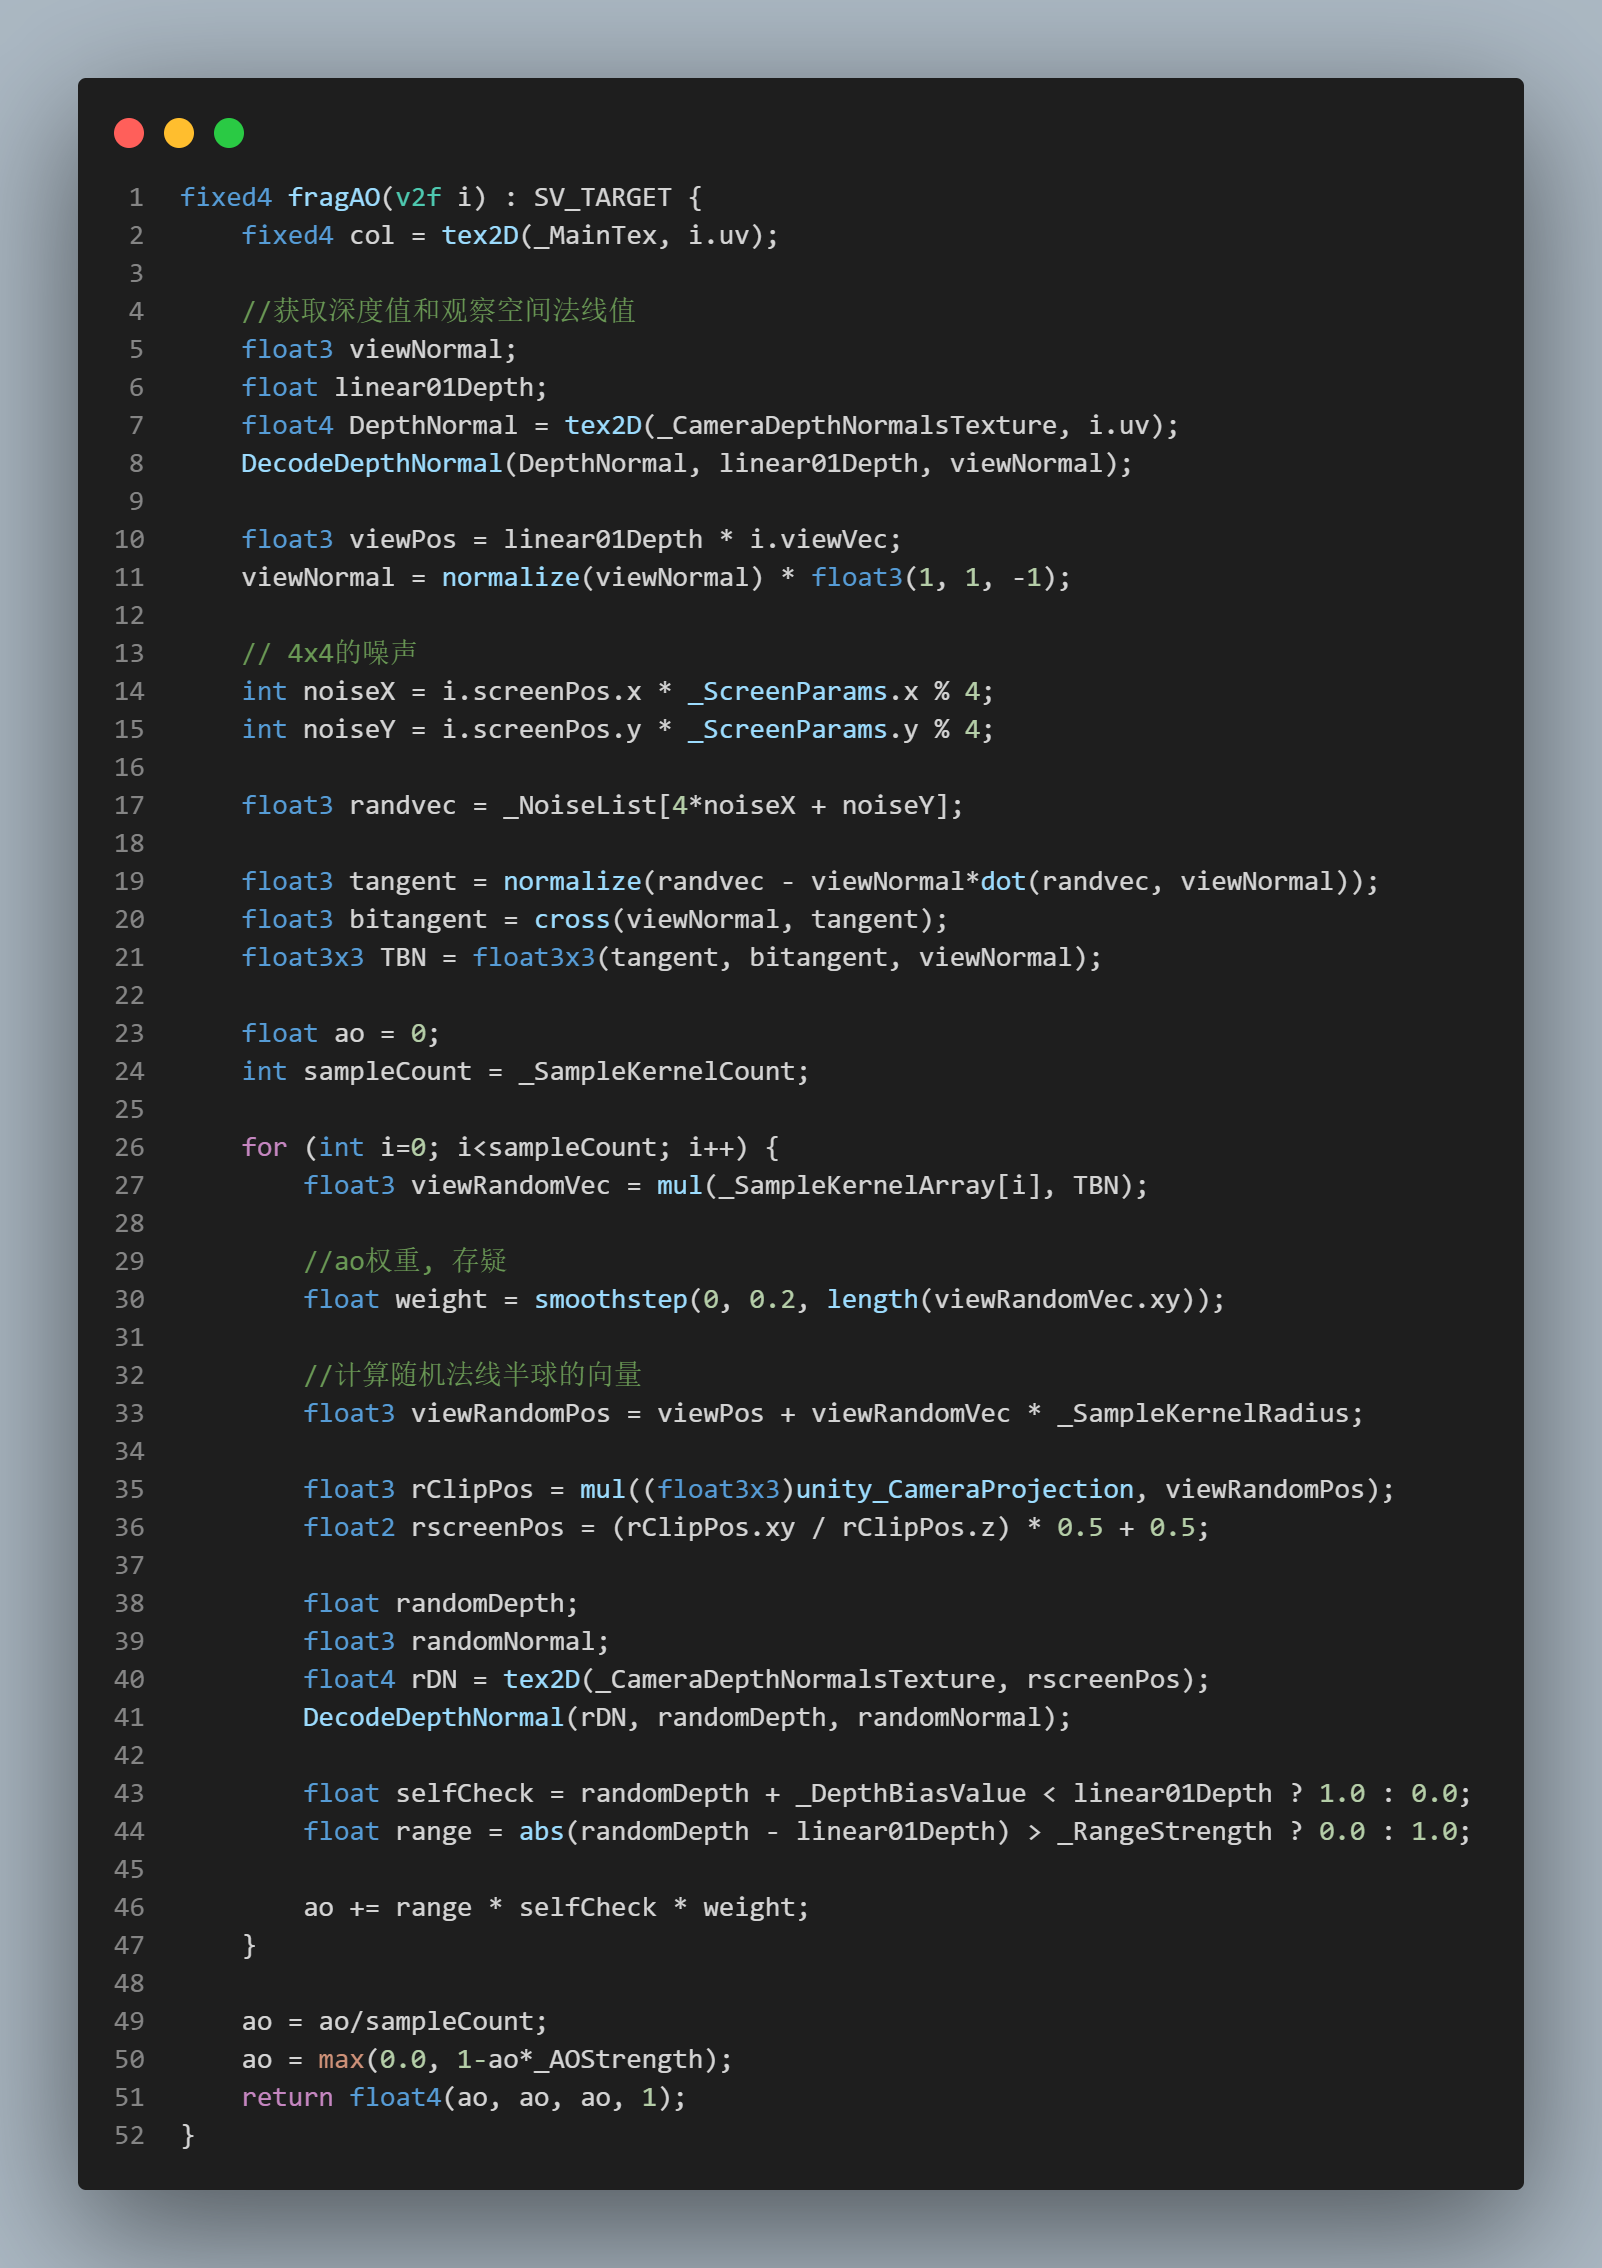 1 fixed4 fragAO(v2f i) : SV_TARGET {
2     fixed4 col = tex2D(_MainTex, i.uv);
3
4     //获取深度值和观察空间法线值
5     float3 viewNormal;
6     float linear01Depth;
7     float4 DepthNormal = tex2D(_CameraDepthNormalsTexture, i.uv);
8     DecodeDepthNormal(DepthNormal, linear01Depth, viewNormal);
9
10     float3 viewPos = linear01Depth * i.viewVec;
11     viewNormal = normalize(viewNormal) * float3(1, 1, -1);
12
13     // 4x4的噪声
14     int noiseX = i.screenPos.x * _ScreenParams.x % 4;
15     int noiseY = i.screenPos.y * _ScreenParams.y % 4;
16
17     float3 randvec = _NoiseList[4*noiseX + noiseY];
18
19     float3 tangent = normalize(randvec - viewNormal*dot(randvec, viewNormal));
20     float3 bitangent = cross(viewNormal, tangent);
21     float3x3 TBN = float3x3(tangent, bitangent, viewNormal);
22
23     float ao = 0;
24     int sampleCount = _SampleKernelCount;
25
26     for (int i=0; i<sampleCount; i++) {
27         float3 viewRandomVec = mul(_SampleKernelArray[i], TBN);
28
29         //ao权重, 存疑
30         float weight = smoothstep(0, 0.2, length(viewRandomVec.xy));
31
32         //计算随机法线半球的向量
33         float3 viewRandomPos = viewPos + viewRandomVec * _SampleKernelRadius;
34
35         float3 rClipPos = mul((float3x3)unity_CameraProjection, viewRandomPos);
36         float2 rscreenPos = (rClipPos.xy / rClipPos.z) * 0.5 + 0.5;
37
38         float randomDepth;
39         float3 randomNormal;
40         float4 rDN = tex2D(_CameraDepthNormalsTexture, rscreenPos);
41         DecodeDepthNormal(rDN, randomDepth, randomNormal);
42
43         float selfCheck = randomDepth + _DepthBiasValue < linear01Depth ? 1.0 : 0.0;
44         float range = abs(randomDepth - linear01Depth) > _RangeStrength ? 0.0 : 1.0;
45
46         ao += range * selfCheck * weight;
47     }
48
49     ao = ao/sampleCount;
50     ao = max(0.0, 1-ao*_AOStrength);
51     return float4(ao, ao, ao, 1);
52 }